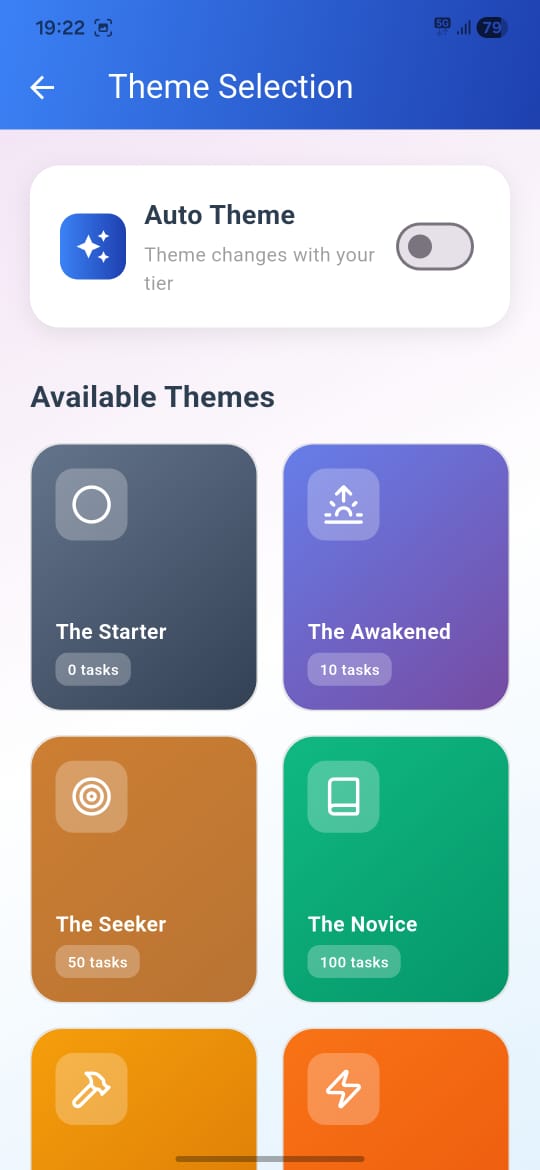 19:22
5G
79
Theme Selection
Auto Theme
Theme changes with your
tier
Available Themes
The Starter
0 tasks
The Awakened
10 tasks
The Seeker
50 tasks
The Novice
100 tasks